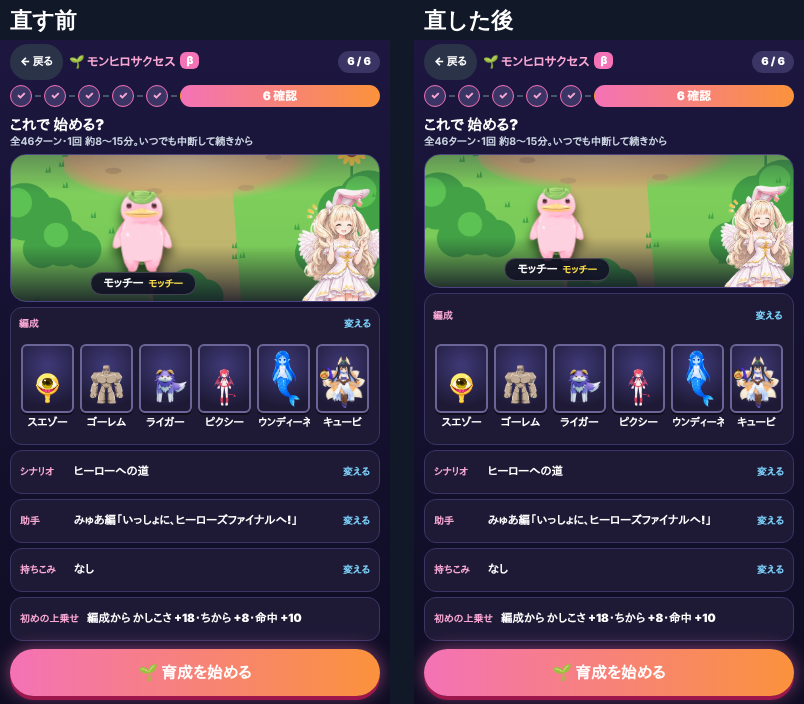 直す前
← 戻る 🌱 モンヒロサクセス β 6 / 6
6 確認
これで 始める?
全46ターン・1回 約8〜15分。いつでも中断して続きから
モッチー モッチー
編成 変える
スエゾー ゴーレム ライガー ピクシー ウンディーネ キュービ
シナリオ ヒーローへの道 変える
助手 みゅあ編「いっしょに、ヒーローズファイナルへ!」 変える
持ちこみ なし 変える
初めの上乗せ 編成から かしこさ +18・ちから +8・命中 +10
🌱 育成を始める
直した後
← 戻る 🌱 モンヒロサクセス β 6 / 6
6 確認
これで 始める?
全46ターン・1回 約8〜15分。いつでも中断して続きから
モッチー モッチー
編成 変える
スエゾー ゴーレム ライガー ピクシー ウンディーネ キュービ
シナリオ ヒーローへの道 変える
助手 みゅあ編「いっしょに、ヒーローズファイナルへ!」 変える
持ちこみ なし 変える
初めの上乗せ 編成から かしこさ +18・ちから +8・命中 +10
🌱 育成を始める